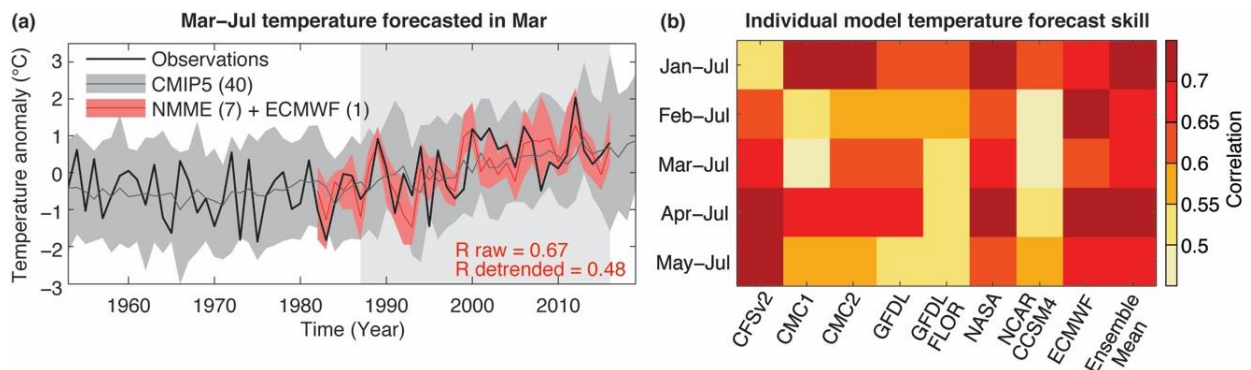 (a) Mar–Jul temperature forecasted in Mar
Observations
CMIP5 (40)
NMME (7) + ECMWF (1)
R raw = 0.67
R detrended = 0.48
Temperature anomaly (°C)
3
2
1
0
−1
−2
−3
1960
1970
1980
1990
2000
2010
Time (Year)
(b) Individual model temperature forecast skill
Jan–Jul
Feb–Jul
Mar–Jul
Apr–Jul
May–Jul
CFSv2
CMC1
CMC2
GFDL
GFDL
FLOR
NASA
NCAR
CCSM4
ECMWF
Ensemble
Mean
0.7
0.65
0.6
0.55
0.5
Correlation